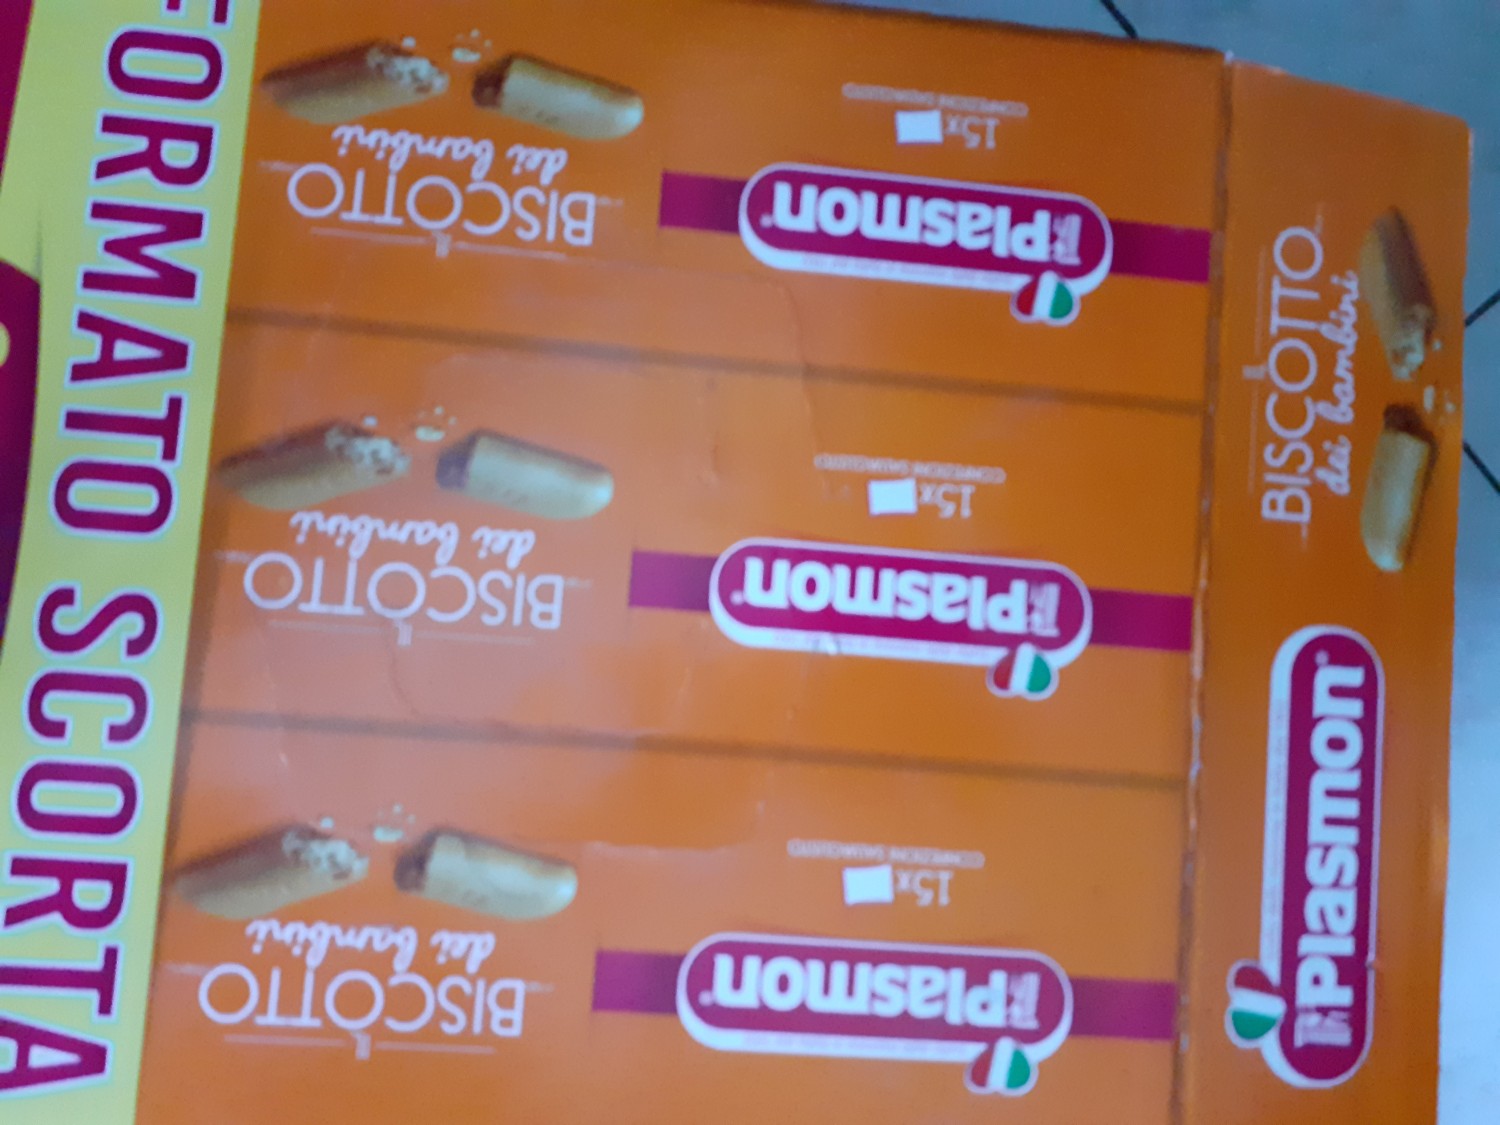 FORMATO SCORTA
IL
BISCOTTO
dei bambini
Plasmon
15x
CONFEZIONI SALVAGUSTO
IL
BISCOTTO
dei bambini
Plasmon
15x
CONFEZIONI SALVAGUSTO
IL
BISCOTTO
dei bambini
Plasmon
15x
CONFEZIONI SALVAGUSTO
IL
BISCOTTO
dei bambini
Plasmon